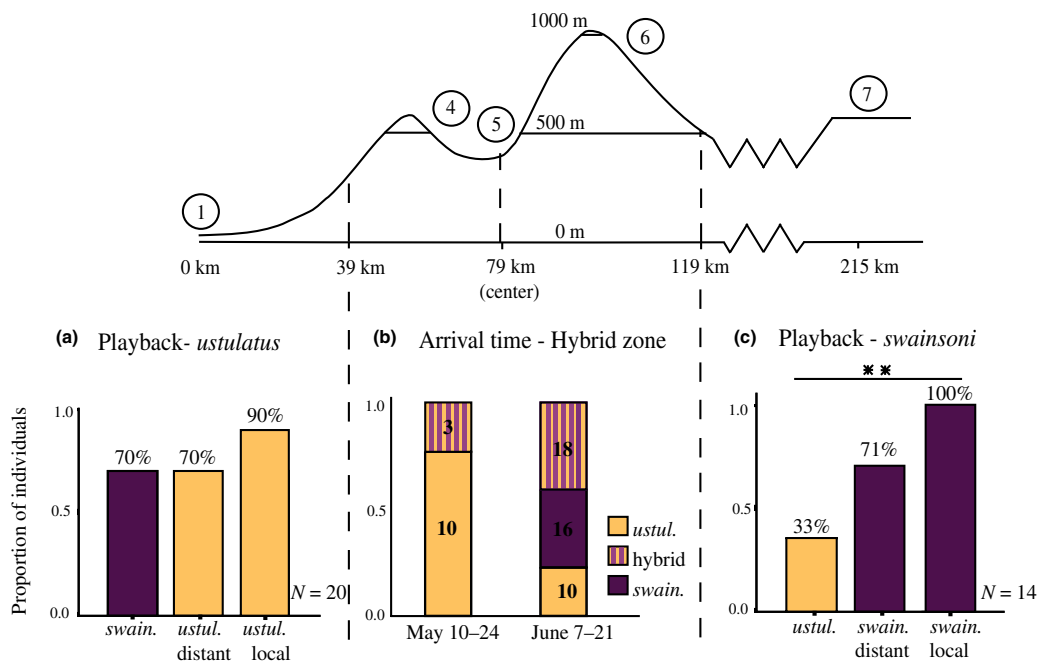 1000 m
6
4
7
5
500 m
1
0 m
0 km
39 km
79 km
(center)
119 km
215 km
(a) Playback- ustulatus
Proportion of individuals
1.0
0.5
0.0
70%
70%
90%
N = 20
swain.
ustul.
distant
ustul.
local
(b) Arrival time - Hybrid zone
1.0
0.5
0.0
3
10
18
16
10
ustul.
hybrid
swain.
May 10–24
June 7–21
(c) Playback - swainsoni
**
1.0
0.5
0.0
33%
71%
100%
N = 14
ustul.
swain.
distant
swain.
local